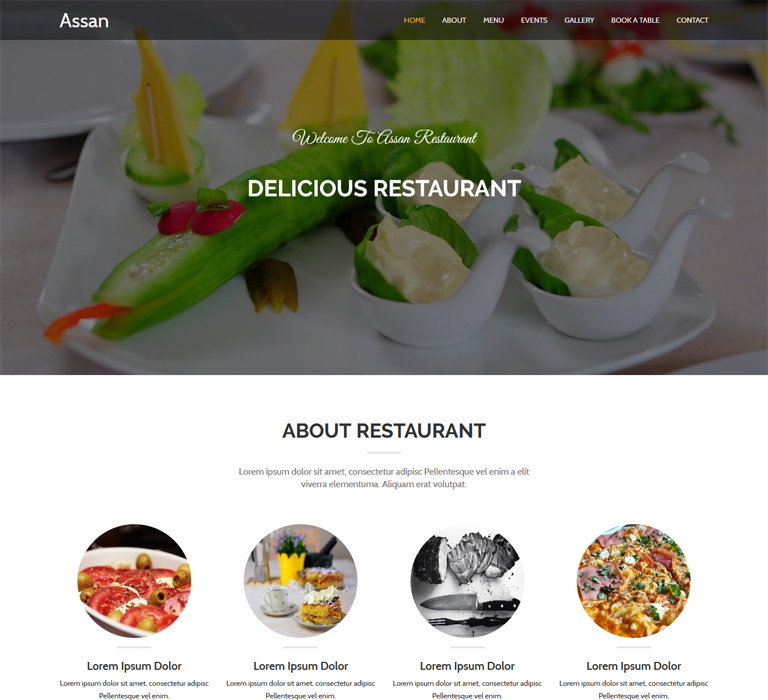 Assan
HOME ABOUT MENU EVENTS GALLERY BOOK A TABLE CONTACT
Welcome To Assan Restaurant
DELICIOUS RESTAURANT
ABOUT RESTAURANT
Lorem ipsum dolor sit amet, consectetur adipisc Pellentesque vel enim a elit
viverra elementuma. Aliquam erat volutpat.
Lorem Ipsum Dolor
Lorem ipsum dolor sit amet, consectetur adipisc
Pellentesque vel enim.
Lorem Ipsum Dolor
Lorem ipsum dolor sit amet, consectetur adipisc
Pellentesque vel enim.
Lorem Ipsum Dolor
Lorem ipsum dolor sit amet, consectetur adipisc
Pellentesque vel enim.
Lorem Ipsum Dolor
Lorem ipsum dolor sit amet, consectetur adipisc
Pellentesque vel enim.